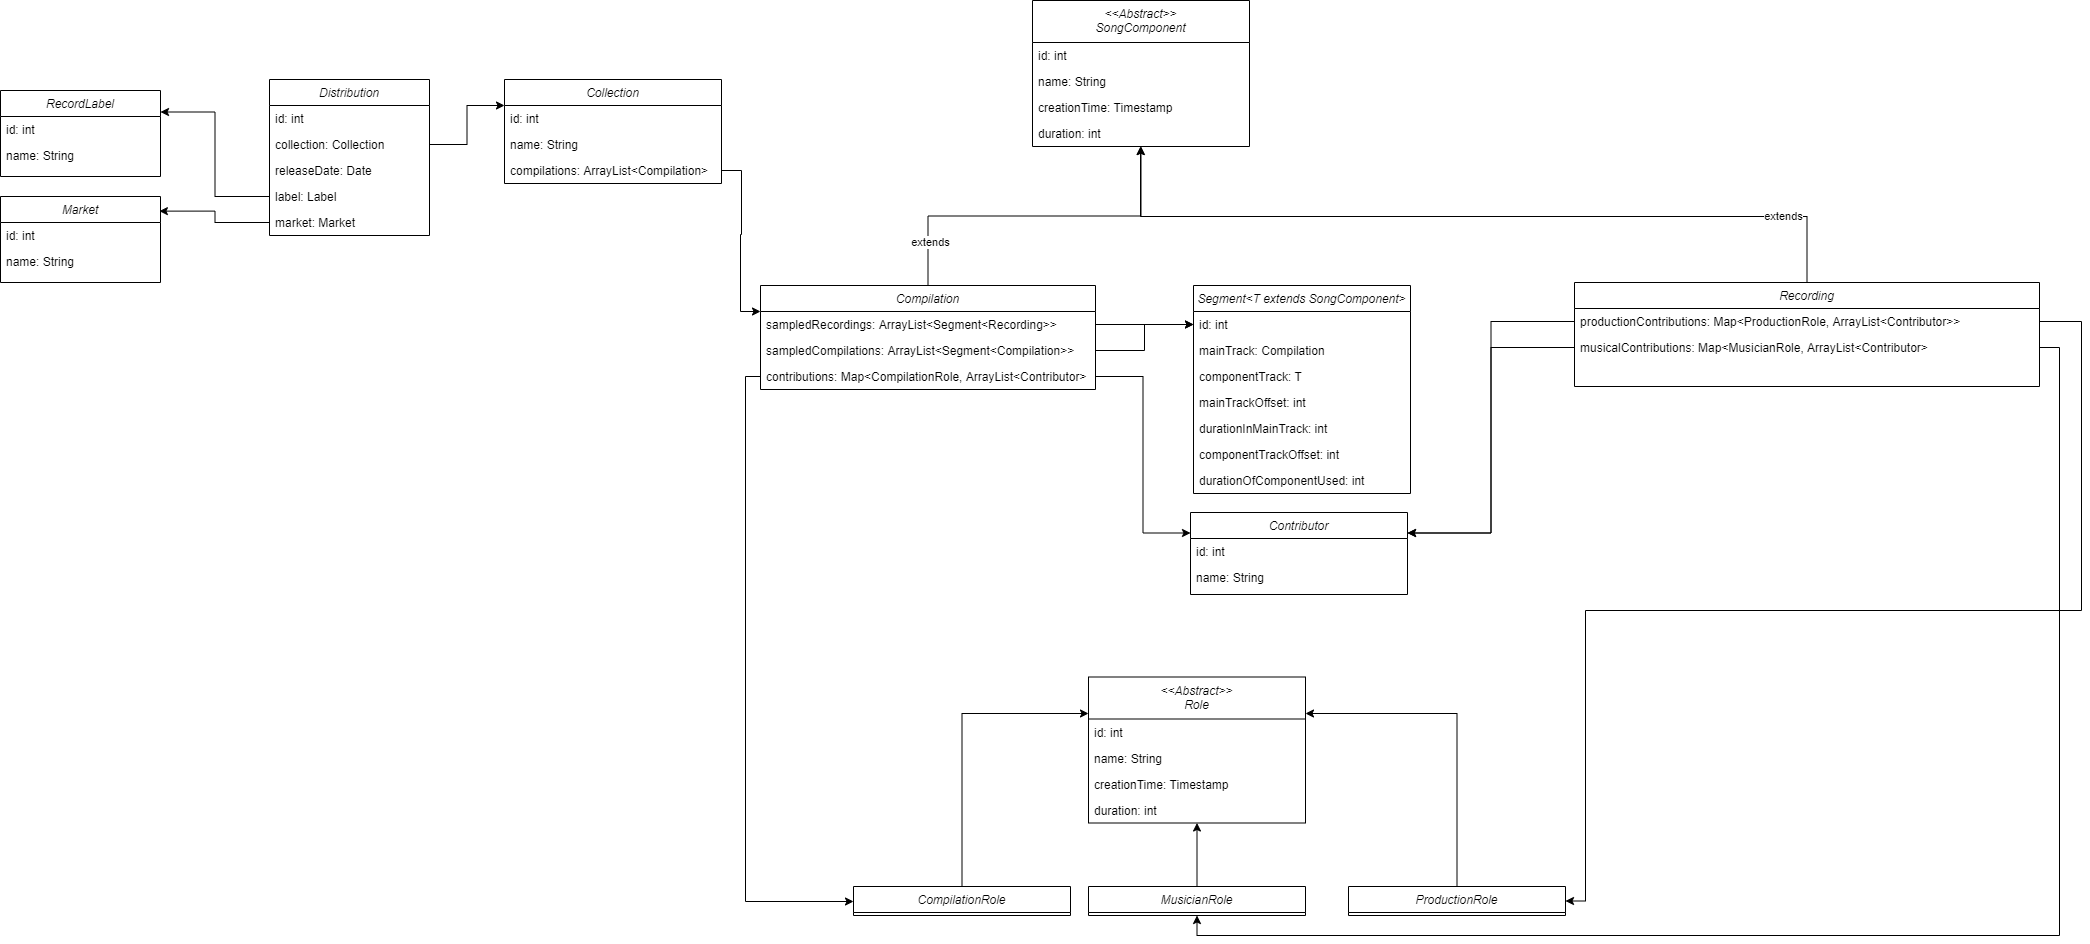 <<Abstract>>
SongComponent
id: int
name: String
creationTime: Timestamp
duration: int
RecordLabel
id: int
name: String
Market
id: int
name: String
Distribution
id: int
collection: Collection
releaseDate: Date
label: Label
market: Market
Collection
id: int
name: String
compilations: ArrayList<Compilation>
extends
extends
Compilation
sampledRecordings: ArrayList<Segment<Recording>>
sampledCompilations: ArrayList<Segment<Compilation>>
contributions: Map<CompilationRole, ArrayList<Contributor>
Segment<T extends SongComponent>
id: int
mainTrack: Compilation
componentTrack: T
mainTrackOffset: int
durationInMainTrack: int
componentTrackOffset: int
durationOfComponentUsed: int
Recording
productionContributions: Map<ProductionRole, ArrayList<Contributor>>
musicalContributions: Map<MusicianRole, ArrayList<Contributor>
Contributor
id: int
name: String
<<Abstract>>
Role
id: int
name: String
creationTime: Timestamp
duration: int
CompilationRole
MusicianRole
ProductionRole